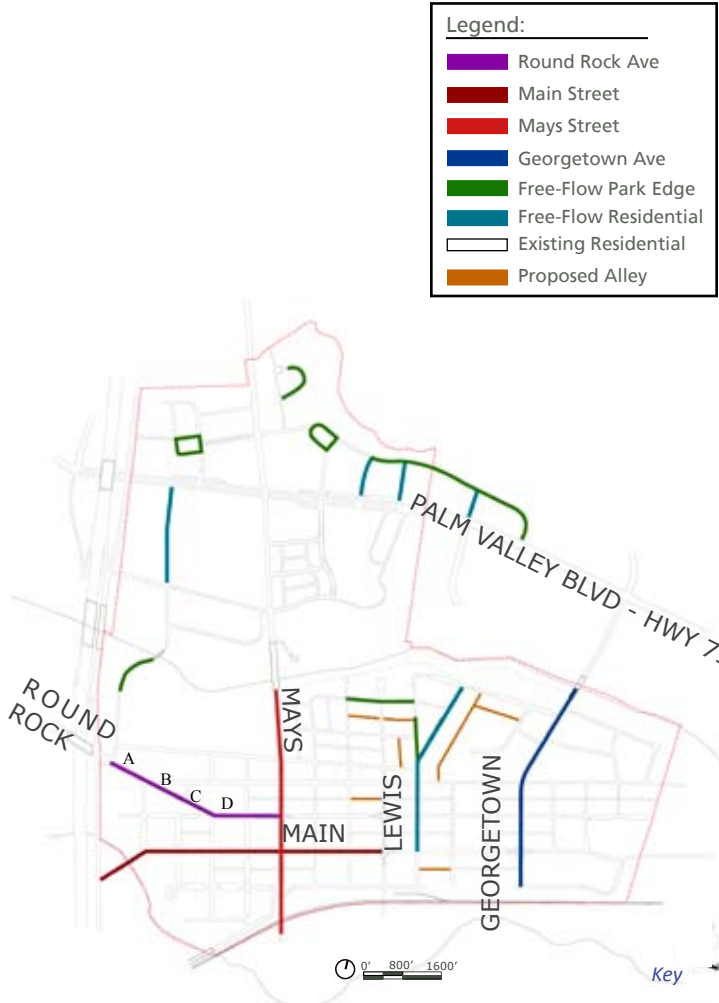 Legend:
Round Rock Ave
Main Street
Mays Street
Georgetown Ave
Free-Flow Park Edge
Free-Flow Residential
Existing Residential
Proposed Alley
PALM VALLEY BLVD - HWY 7
ROUND
ROCK
MAYS
A
B
C
D
MAIN
LEWIS
GEORGETOWN
0' 800' 1600'
Key